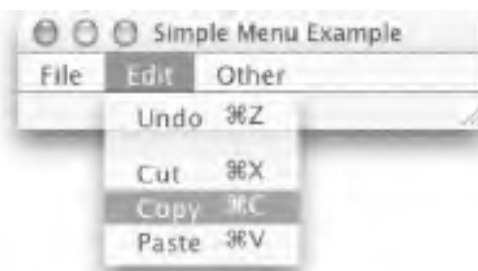 Simple Menu Example
File Edit Other
Undo ⌘Z
Cut ⌘X
Copy ⌘C
Paste ⌘V